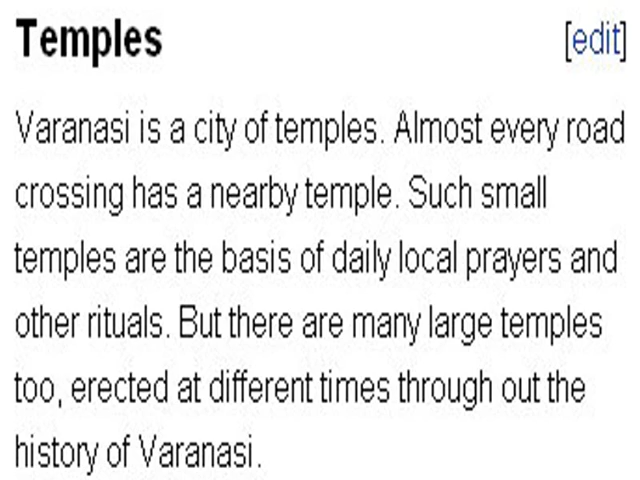 Temples [edit]
Varanasi is a city of temples. Almost every road
crossing has a nearby temple. Such small
temples are the basis of daily local prayers and
other rituals. But there are many large temples
too, erected at different times through out the
history of Varanasi.